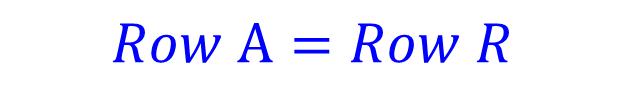 Row A = Row R